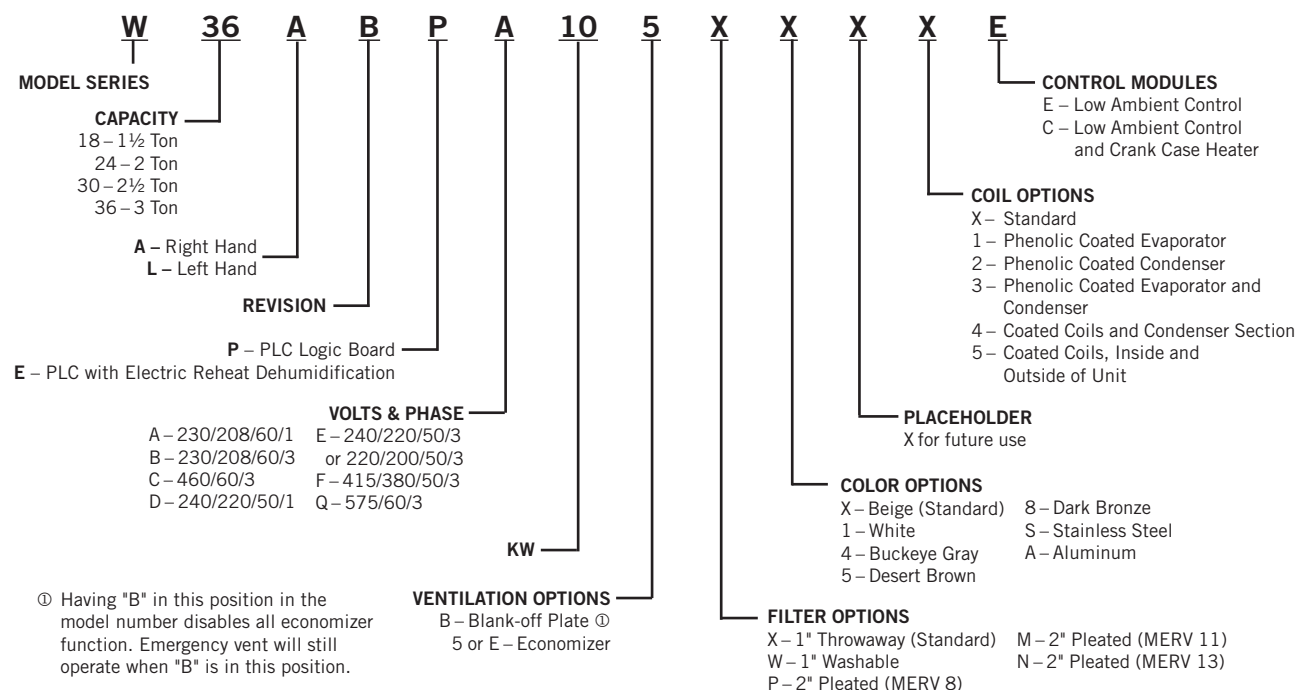 W 36 A B P A 10 5 X X X X E
MODEL SERIES
CAPACITY
18 – 1½ Ton
24 – 2 Ton
30 – 2½ Ton
36 – 3 Ton
A – Right Hand
L – Left Hand
REVISION
P – PLC Logic Board
E – PLC with Electric Reheat Dehumidification
VOLTS & PHASE
A – 230/208/60/1 E – 240/220/50/3
B – 230/208/60/3 or 220/200/50/3
C – 460/60/3 F – 415/380/50/3
D – 240/220/50/1 Q – 575/60/3
KW
VENTILATION OPTIONS
B – Blank-off Plate ①
5 or E – Economizer
① Having "B" in this position in the
model number disables all economizer
function. Emergency vent will still
operate when "B" is in this position.
CONTROL MODULES
E – Low Ambient Control
C – Low Ambient Control
and Crank Case Heater
COIL OPTIONS
X – Standard
1 – Phenolic Coated Evaporator
2 – Phenolic Coated Condenser
3 – Phenolic Coated Evaporator and
Condenser
4 – Coated Coils and Condenser Section
5 – Coated Coils, Inside and
Outside of Unit
PLACEHOLDER
X for future use
COLOR OPTIONS
X – Beige (Standard) 8 – Dark Bronze
1 – White S – Stainless Steel
4 – Buckeye Gray A – Aluminum
5 – Desert Brown
FILTER OPTIONS
X – 1" Throwaway (Standard) M – 2" Pleated (MERV 11)
W – 1" Washable N – 2" Pleated (MERV 13)
P – 2" Pleated (MERV 8)